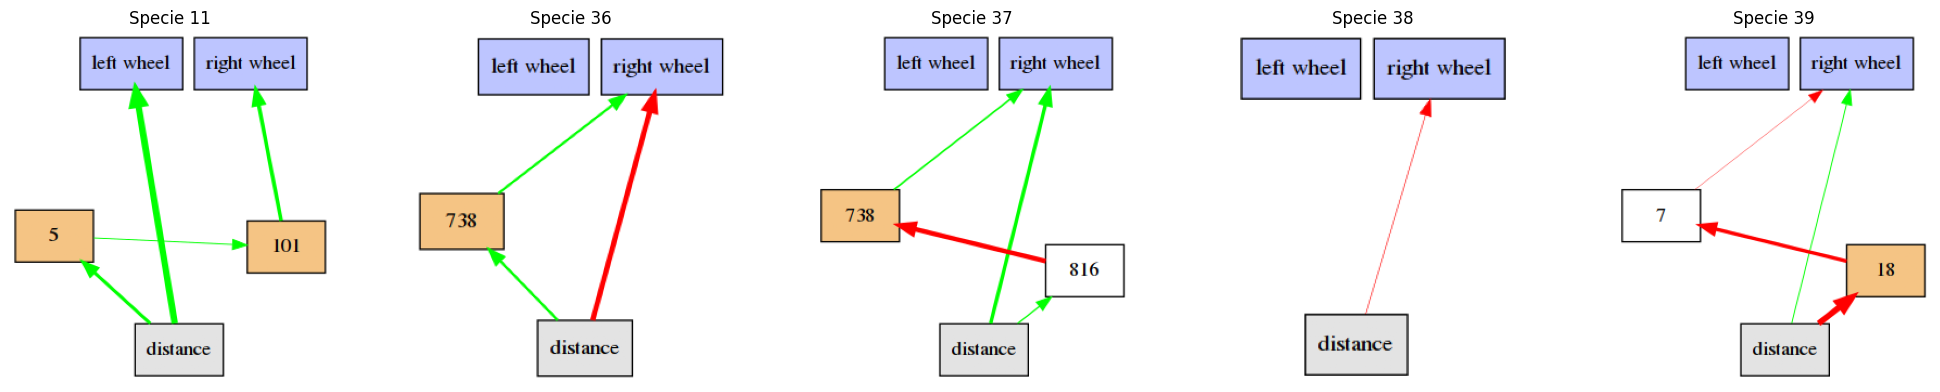 Specie 11
left wheel
right wheel
5
101
distance
Specie 36
left wheel
right wheel
738
distance
Specie 37
left wheel
right wheel
738
816
distance
Specie 38
left wheel
right wheel
distance
Specie 39
left wheel
right wheel
7
18
distance